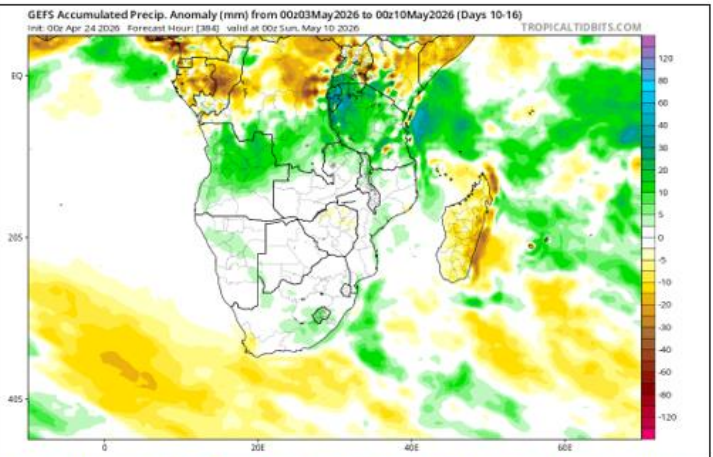 GEFS Accumulated Precip. Anomaly (mm) from 00z03May2026 to 00z10May2026 (Days 10-16)
Init: 00z Apr 24 2026 Forecast Hour: [384] valid at 00z Sun, May 10 2026 TROPICALTIDBITS.COM
EQ
20S
40S
0 20E 40E 60E
120
80
60
40
30
20
10
5
0
-5
-10
-20
-30
-40
-60
-80
-120